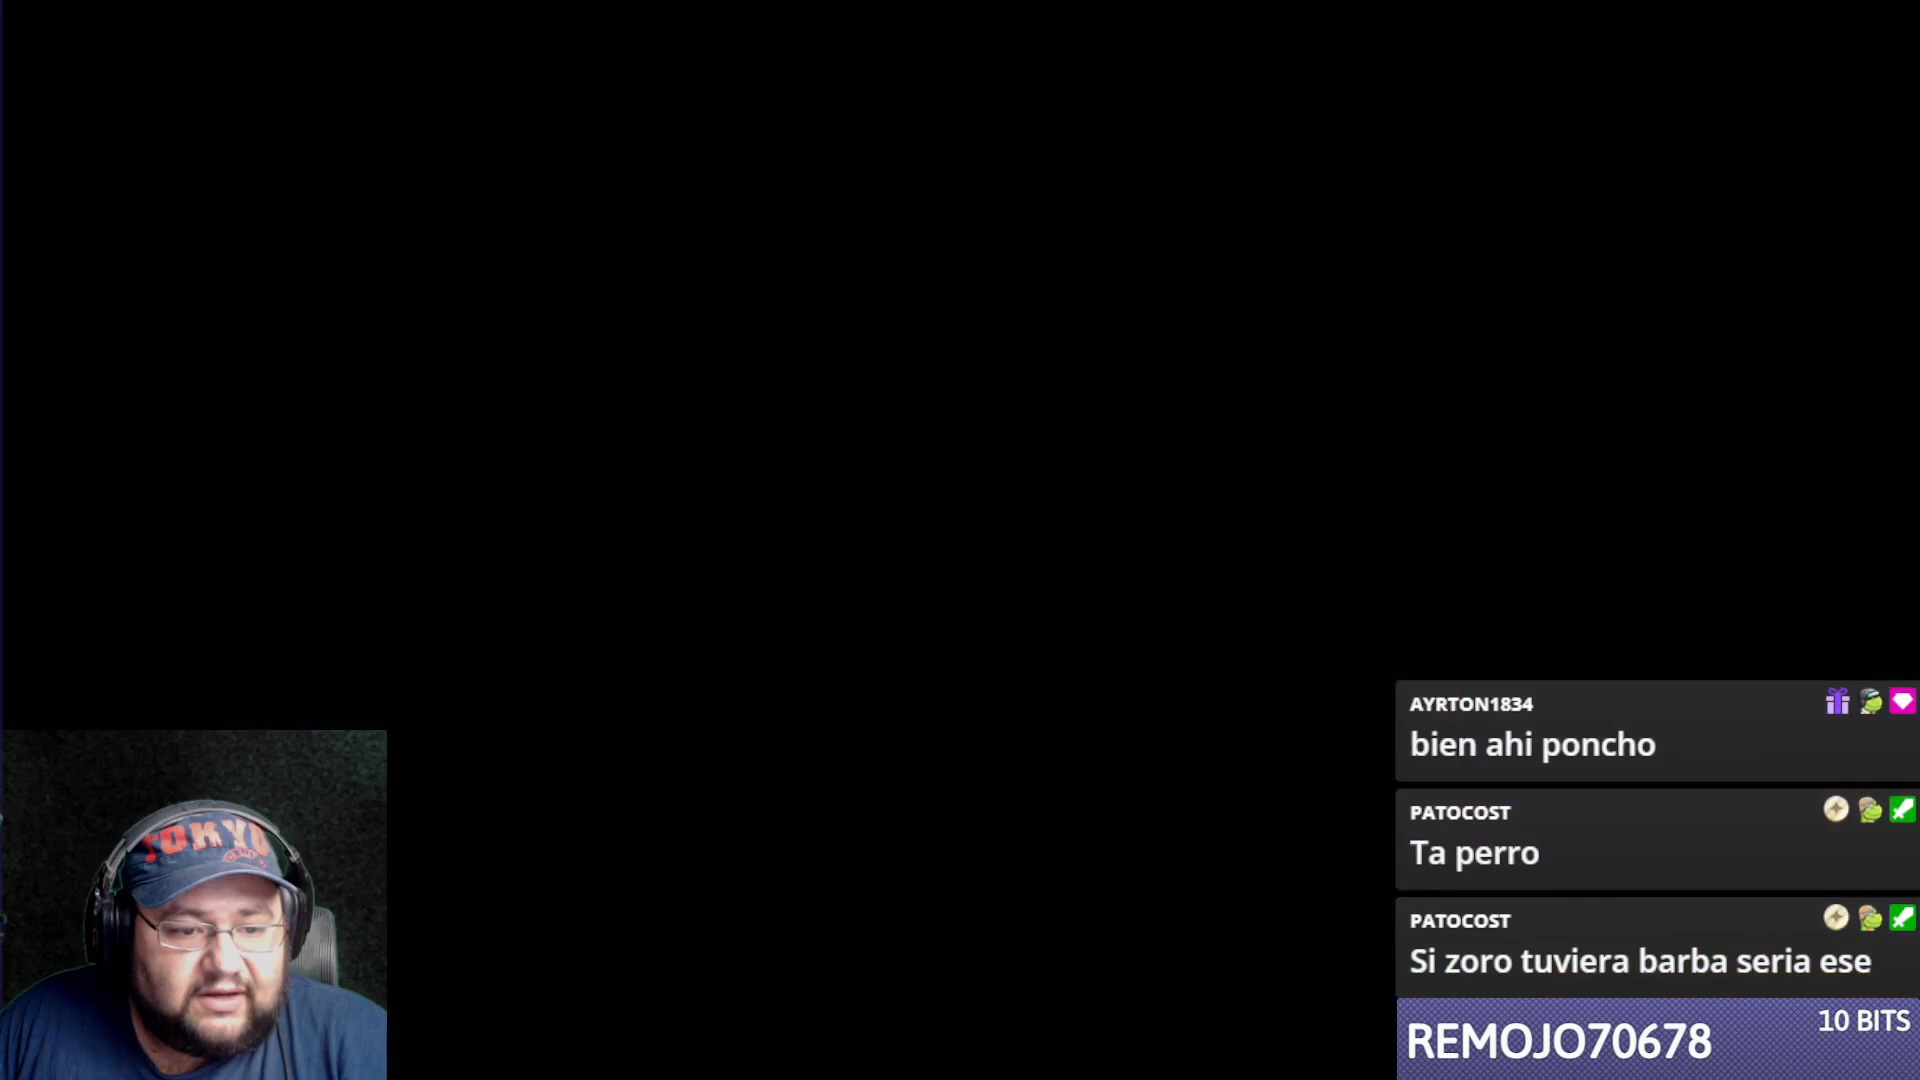 AYRTON1834
bien ahi poncho
PATOCOST
Ta perro
PATOCOST
Si zoro tuviera barba seria ese
REMOJO70678
10 BITS
TOKYO